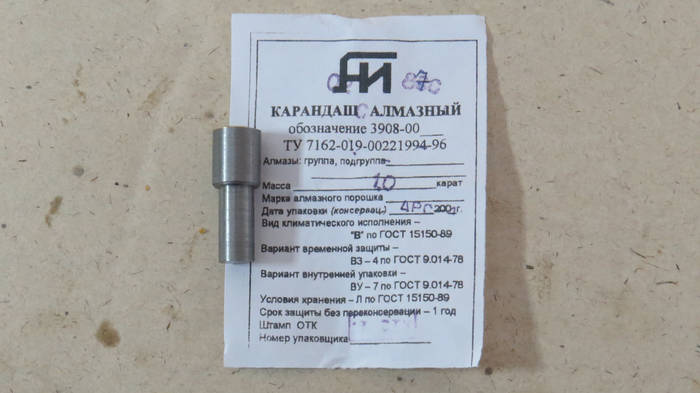 АИ
КАРАНДАШ АЛМАЗНЫЙ
обозначение 3908-00
ТУ 7162-019-00221994-96
Алмазы: группа, подгруппа
Масса 1,0 карат
Марка алмазного порошка
Дата упаковки (консервац.) 200 г.
Вид климатического исполнения –
"В" по ГОСТ 15150-89
Вариант временной защиты –
ВЗ – 4 по ГОСТ 9.014-78
Вариант внутренней упаковки –
ВУ – 7 по ГОСТ 9.014-78
Условия хранения – Л по ГОСТ 15150-89
Срок защиты без переконсервации – 1 год
Штамп ОТК
Номер упаковщика